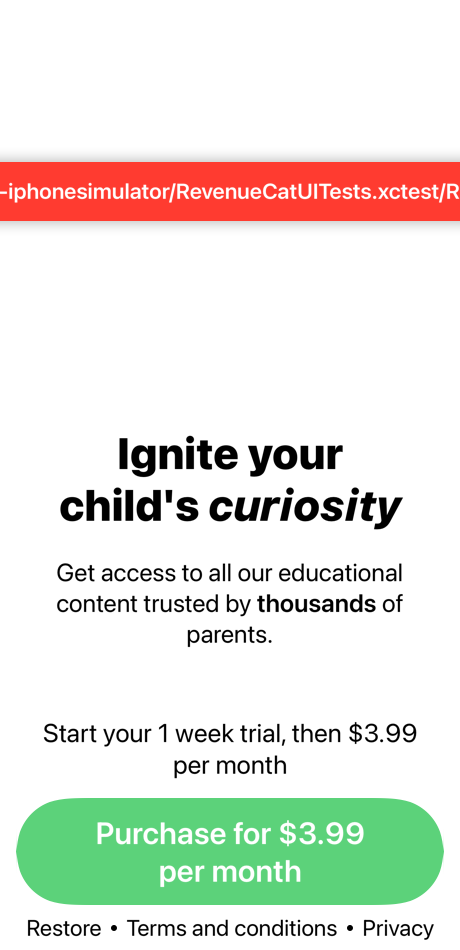 -iphonesimulator/RevenueCatUITests.xctest/R
Ignite your
child's curiosity
Get access to all our educational
content trusted by thousands of
parents.
Start your 1 week trial, then $3.99
per month
Purchase for $3.99
per month
Restore • Terms and conditions • Privacy